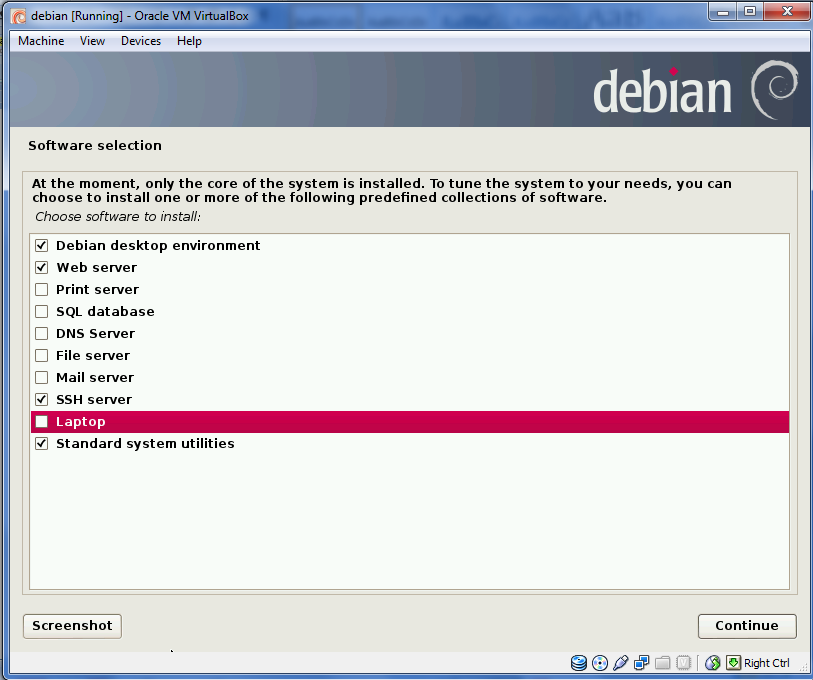 debian [Running] - Oracle VM VirtualBox
Machine View Devices Help
debian
Software selection
At the moment, only the core of the system is installed. To tune the system to your needs, you can
choose to install one or more of the following predefined collections of software.
Choose software to install:
Debian desktop environment
Web server
Print server
SQL database
DNS Server
File server
Mail server
SSH server
Laptop
Standard system utilities
Screenshot Continue
Right Ctrl